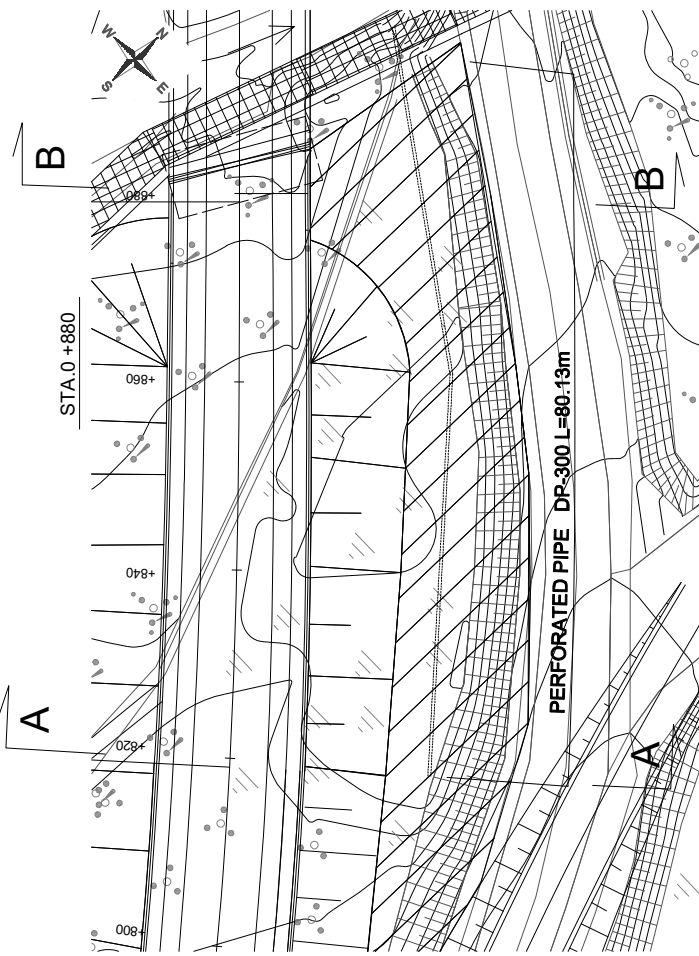 W N
S E
B
B
+880
STA.0 +880
+860
PERFORATED PIPE DP-300 L=80.13m
+840
A
A
+820
+800